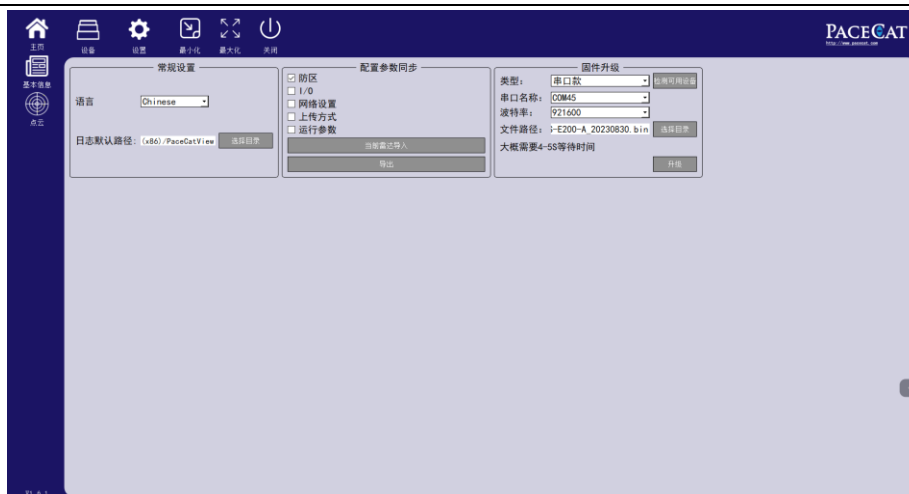 主页
设备
设置
最小化
最大化
关闭
PACECAT
http://www.pacecat.com
基本信息
点云
常规设置
语言
Chinese
日志默认路径:
(x86)/PaceCatView
选择目录
配置参数同步
防区
I/O
网络设置
上传方式
运行参数
当前雷达导入
导出
固件升级
类型:
串口款
检测可用设备
串口名称:
COM45
波特率:
921600
文件路径:
-E200-A_20230830.bin
选择目录
大概需要4-5S等待时间
升级